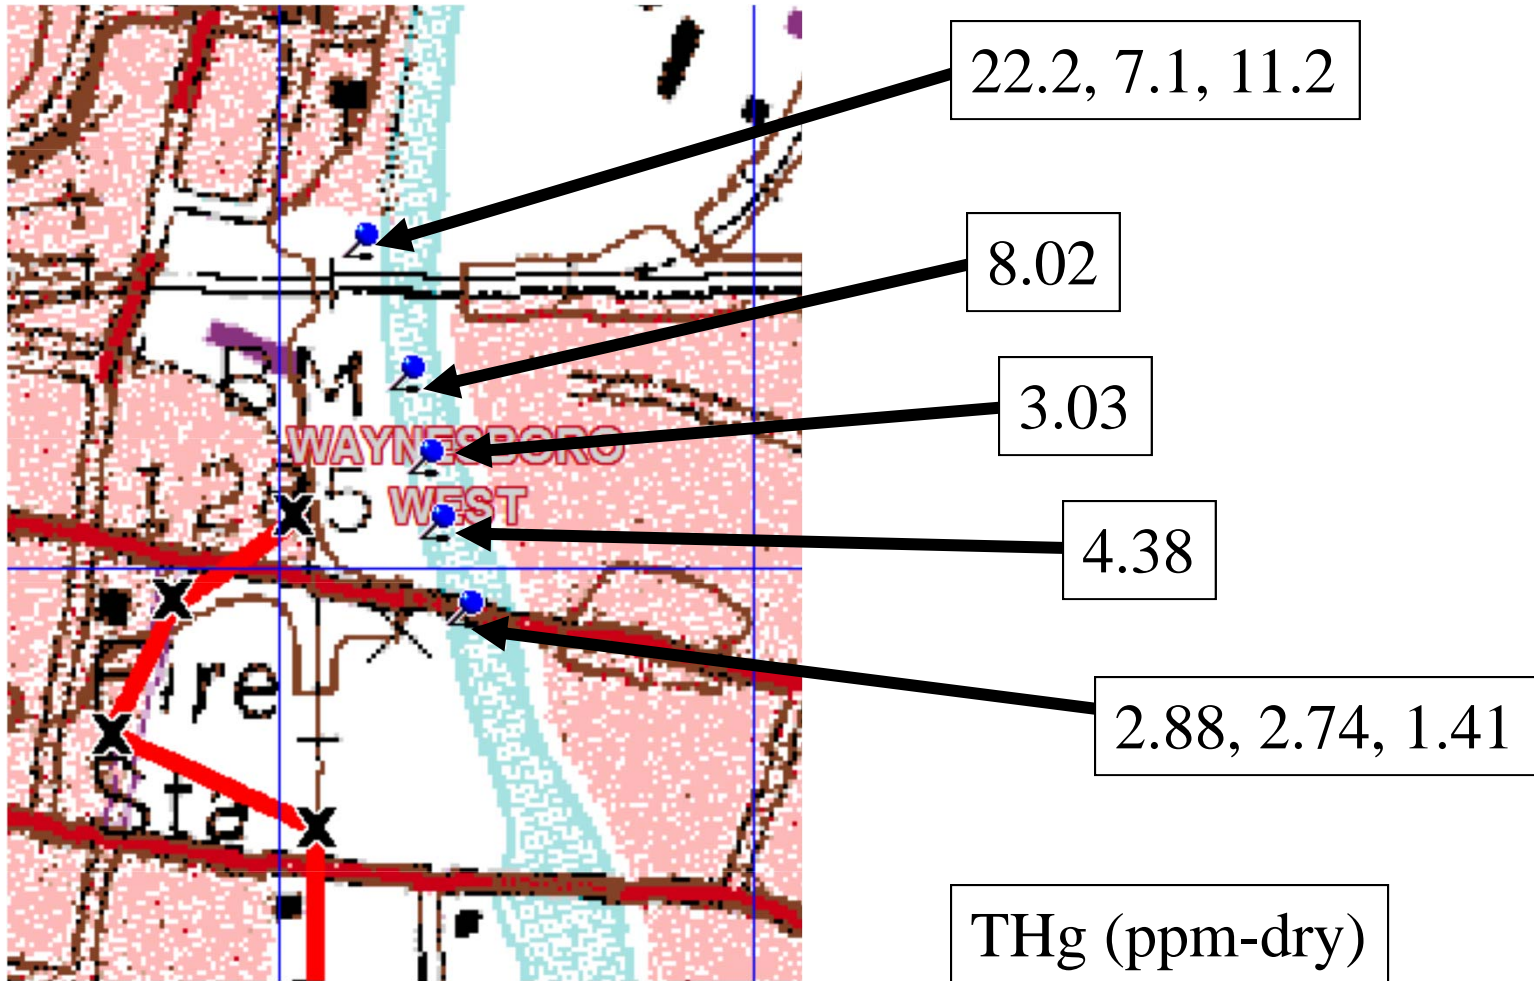 22.2, 7.1, 11.2
8.02
BM
3.03
WAYNESBORO
1285
WEST
4.38
Fire
2.88, 2.74, 1.41
Sta
THg (ppm-dry)